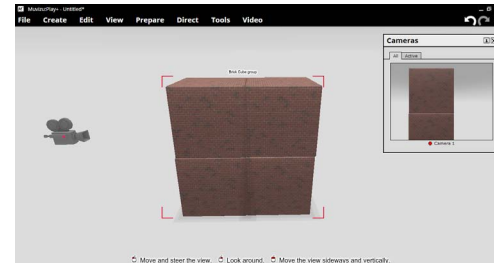 MuvizuPlay+ - Untitled*
File Create Edit View Prepare Direct Tools Video
Cameras
All Active
Brick Cube group
Camera 1
Move and steer the view. Look around. Move the view sideways and vertically.